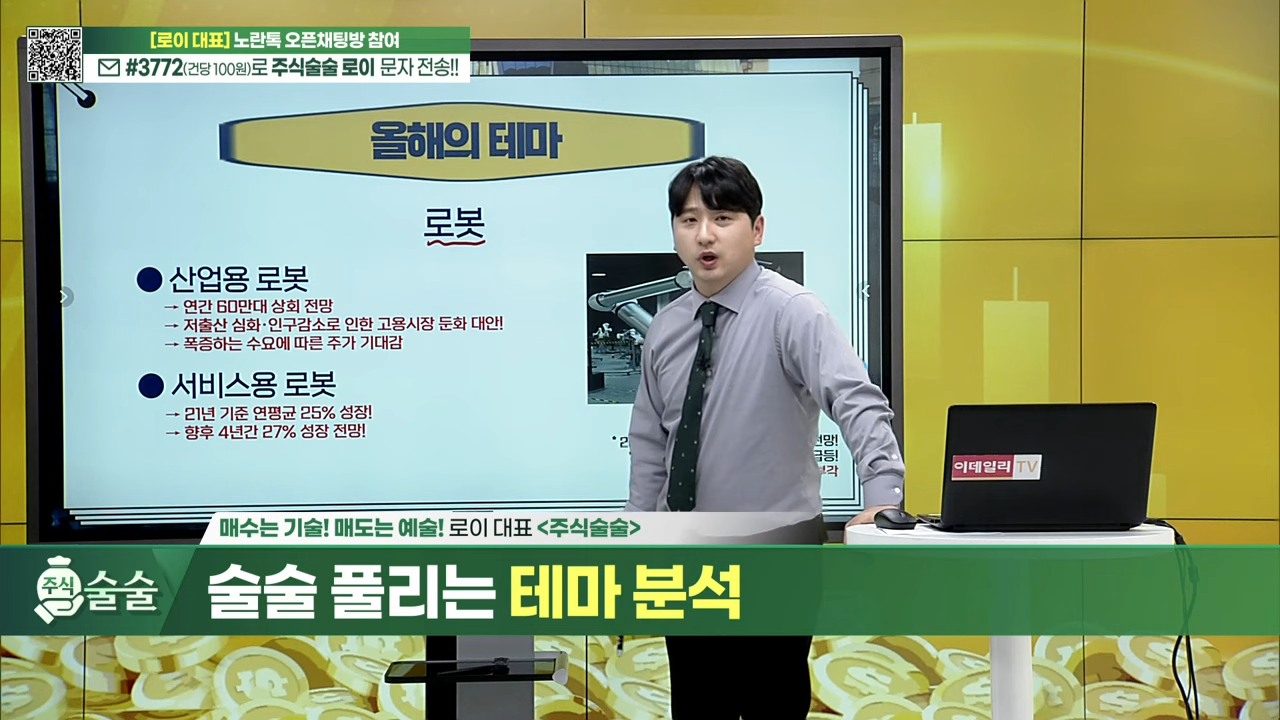 [로이 대표] 노란톡 오픈채팅방 참여
#3772(건당 100원)로 주식술술 로이 문자 전송!!
올해의 테마
로봇
● 산업용 로봇
→ 연간 60만대 상회 전망
→ 저출산 심화·인구감소로 인한 고용시장 둔화 대안!
→ 폭증하는 수요에 따른 주가 기대감
● 서비스용 로봇
→ 21년 기준 연평균 25% 성장!
→ 향후 4년간 27% 성장 전망!
이데일리 TV
매수는 기술! 매도는 예술! 로이 대표 <주식술술>
주식 술술
술술 풀리는 테마 분석